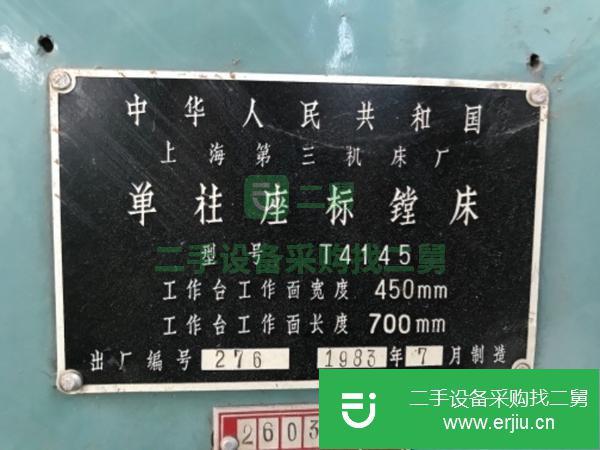 中华人民共和国
上海第三机床厂
单柱座标镗床
二舅
型号 T4145
二手设备采购找二舅
工作台工作面宽度 450mm
工作台工作面长度 700mm
出厂编号 276 1983年7月制造
二手设备采购找二舅
www.erjiu.cn
2603